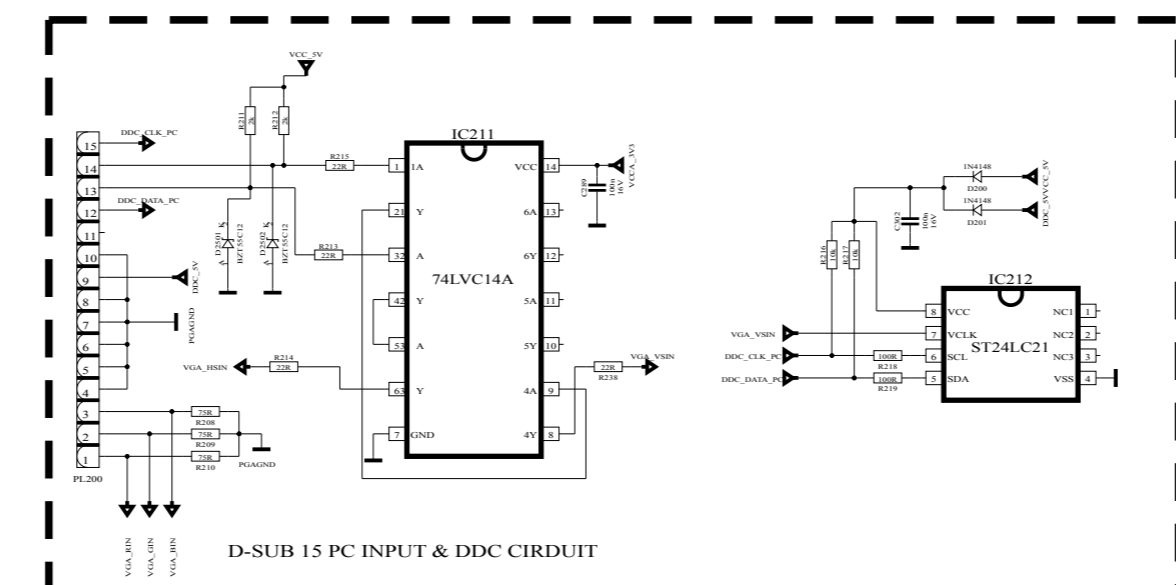 VCC_5V
R211
2k
R212
2k
15
DDC_CLK_PC
14
13
12
DDC_DATA_PC
11
10
9
DDC_5V
8
7
PGAGND
6
5
4
3
2
1
PL200
R215
22R
D2501
K
A
BZT55C12
D2502
K
A
BZT55C12
R213
22R
VGA_HSIN
R214
22R
75R
R208
75R
R209
75R
R210
PGAGND
VGA_RIN
VGA_GIN
VGA_BIN
IC211
74LVC14A
1 1A
21 Y
32 A
42 Y
53 A
63 Y
7 GND
VCC 14
6A 13
6Y 12
5A 11
5Y 10
4A 9
4Y 8
C289
100n
16V
VCCA_3V3
22R
R238
VGA_VSIN
1N4148
D200
VCC_5V
1N4148
D201
DDC_5V
C302
100n
16V
R216
10k
R217
10k
IC212
ST24LC21
8 VCC
7 VCLK
6 SCL
5 SDA
NC1 1
NC2 2
NC3 3
VSS 4
VGA_VSIN
DDC_CLK_PC
100R
R218
DDC_DATA_PC
100R
R219
D-SUB 15 PC INPUT & DDC CIRDUIT